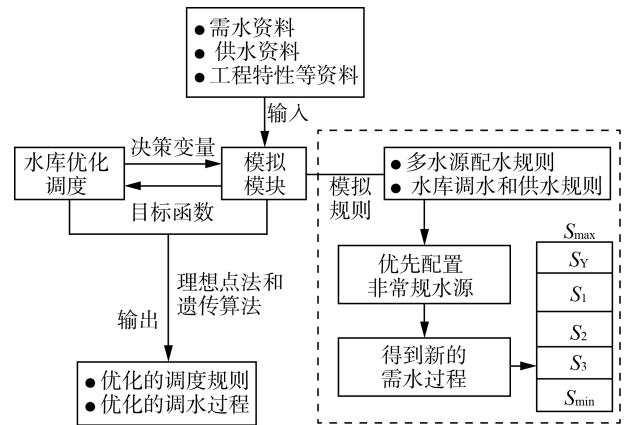 ● 需水资料
● 供水资料
● 工程特性等资料
输入
水库优化
调度
决策变量
目标函数
模拟
模块
模拟
规则
● 多水源配水规则
● 水库调水和供水规则
优先配置
非常规水源
得到新的
需水过程
Smax
SY
S1
S2
S3
Smin
理想点法和
遗传算法
输出
● 优化的调度规则
● 优化的调水过程